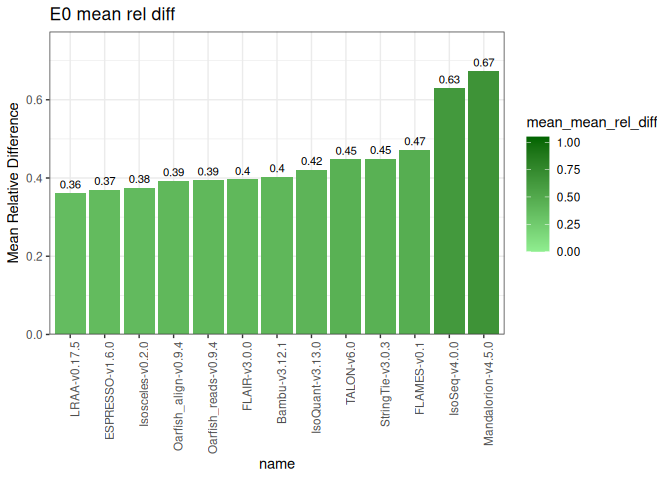 E0 mean rel diff
Mean Relative Difference
0.6
0.4
0.2
0.0
0.36
0.37
0.38
0.39
0.39
0.4
0.4
0.42
0.45
0.45
0.47
0.63
0.67
LRAA-v0.17.5
ESPRESSO-v1.6.0
Isosceles-v0.2.0
Oarfish_align-v0.9.4
Oarfish_reads-v0.9.4
FLAIR-v3.0.0
Bambu-v3.12.1
IsoQuant-v3.13.0
TALON-v6.0
StringTie-v3.0.3
FLAMES-v0.1
IsoSeq-v4.0.0
Mandalorion-v4.5.0
name
mean_mean_rel_diff
1.00
0.75
0.50
0.25
0.00